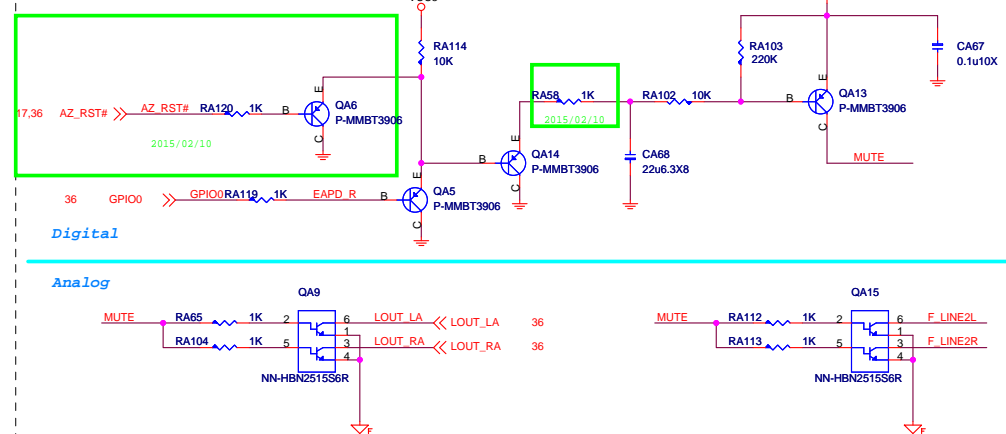 RA114
10K
RA103
220K
CA67
0.1u10X
17,36 AZ_RST# AZ_RST# RA120 1K B E QA6 P-MMBT3906 C
2015/02/10
RA58 1K
2015/02/10
RA102 10K
B E QA13 P-MMBT3906 C
MUTE
B E QA14 P-MMBT3906 C
CA68
22u6.3X8
36 GPIO0 GPIO0 RA119 1K EAPD_R B E QA5 P-MMBT3906 C
Digital
Analog
QA9
MUTE RA65 1K 2 6 LOUT_LA LOUT_LA 36
1
RA104 1K 5 3 LOUT_RA LOUT_RA 36
4
NN-HBN2515S6R
F
QA15
MUTE RA112 1K 2 6 F_LINE2L
1
RA113 1K 5 3 F_LINE2R
4
NN-HBN2515S6R
F